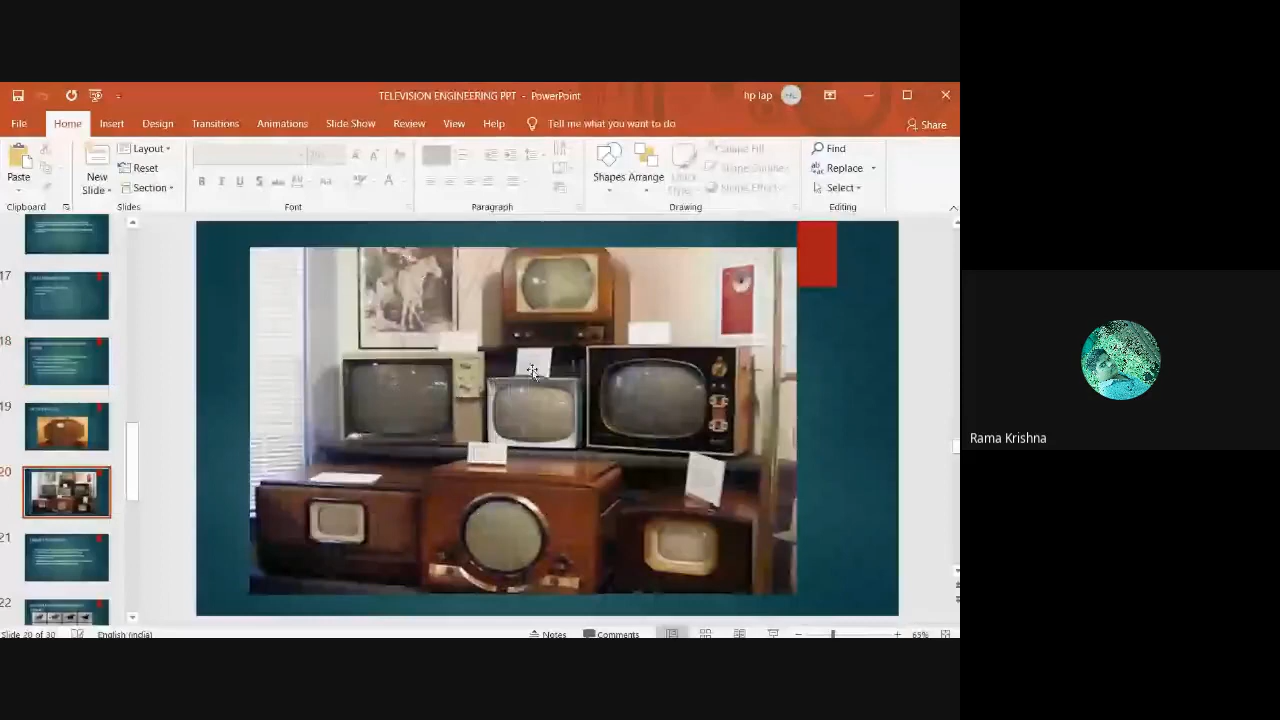 TELEVISION ENGINEERING PPT - PowerPoint
hp lap
File Home Insert Design Transitions Animations Slide Show Review View Help Tell me what you want to do Share
Paste
New Slide
Layout
Reset
Section
B I U S
Shapes Arrange
Find
Replace
Select
Clipboard Slides Font Paragraph Drawing Editing
17
18
19
20
21
22
Rama Krishna
Slide 20 of 30 English (India) Notes Comments 65%